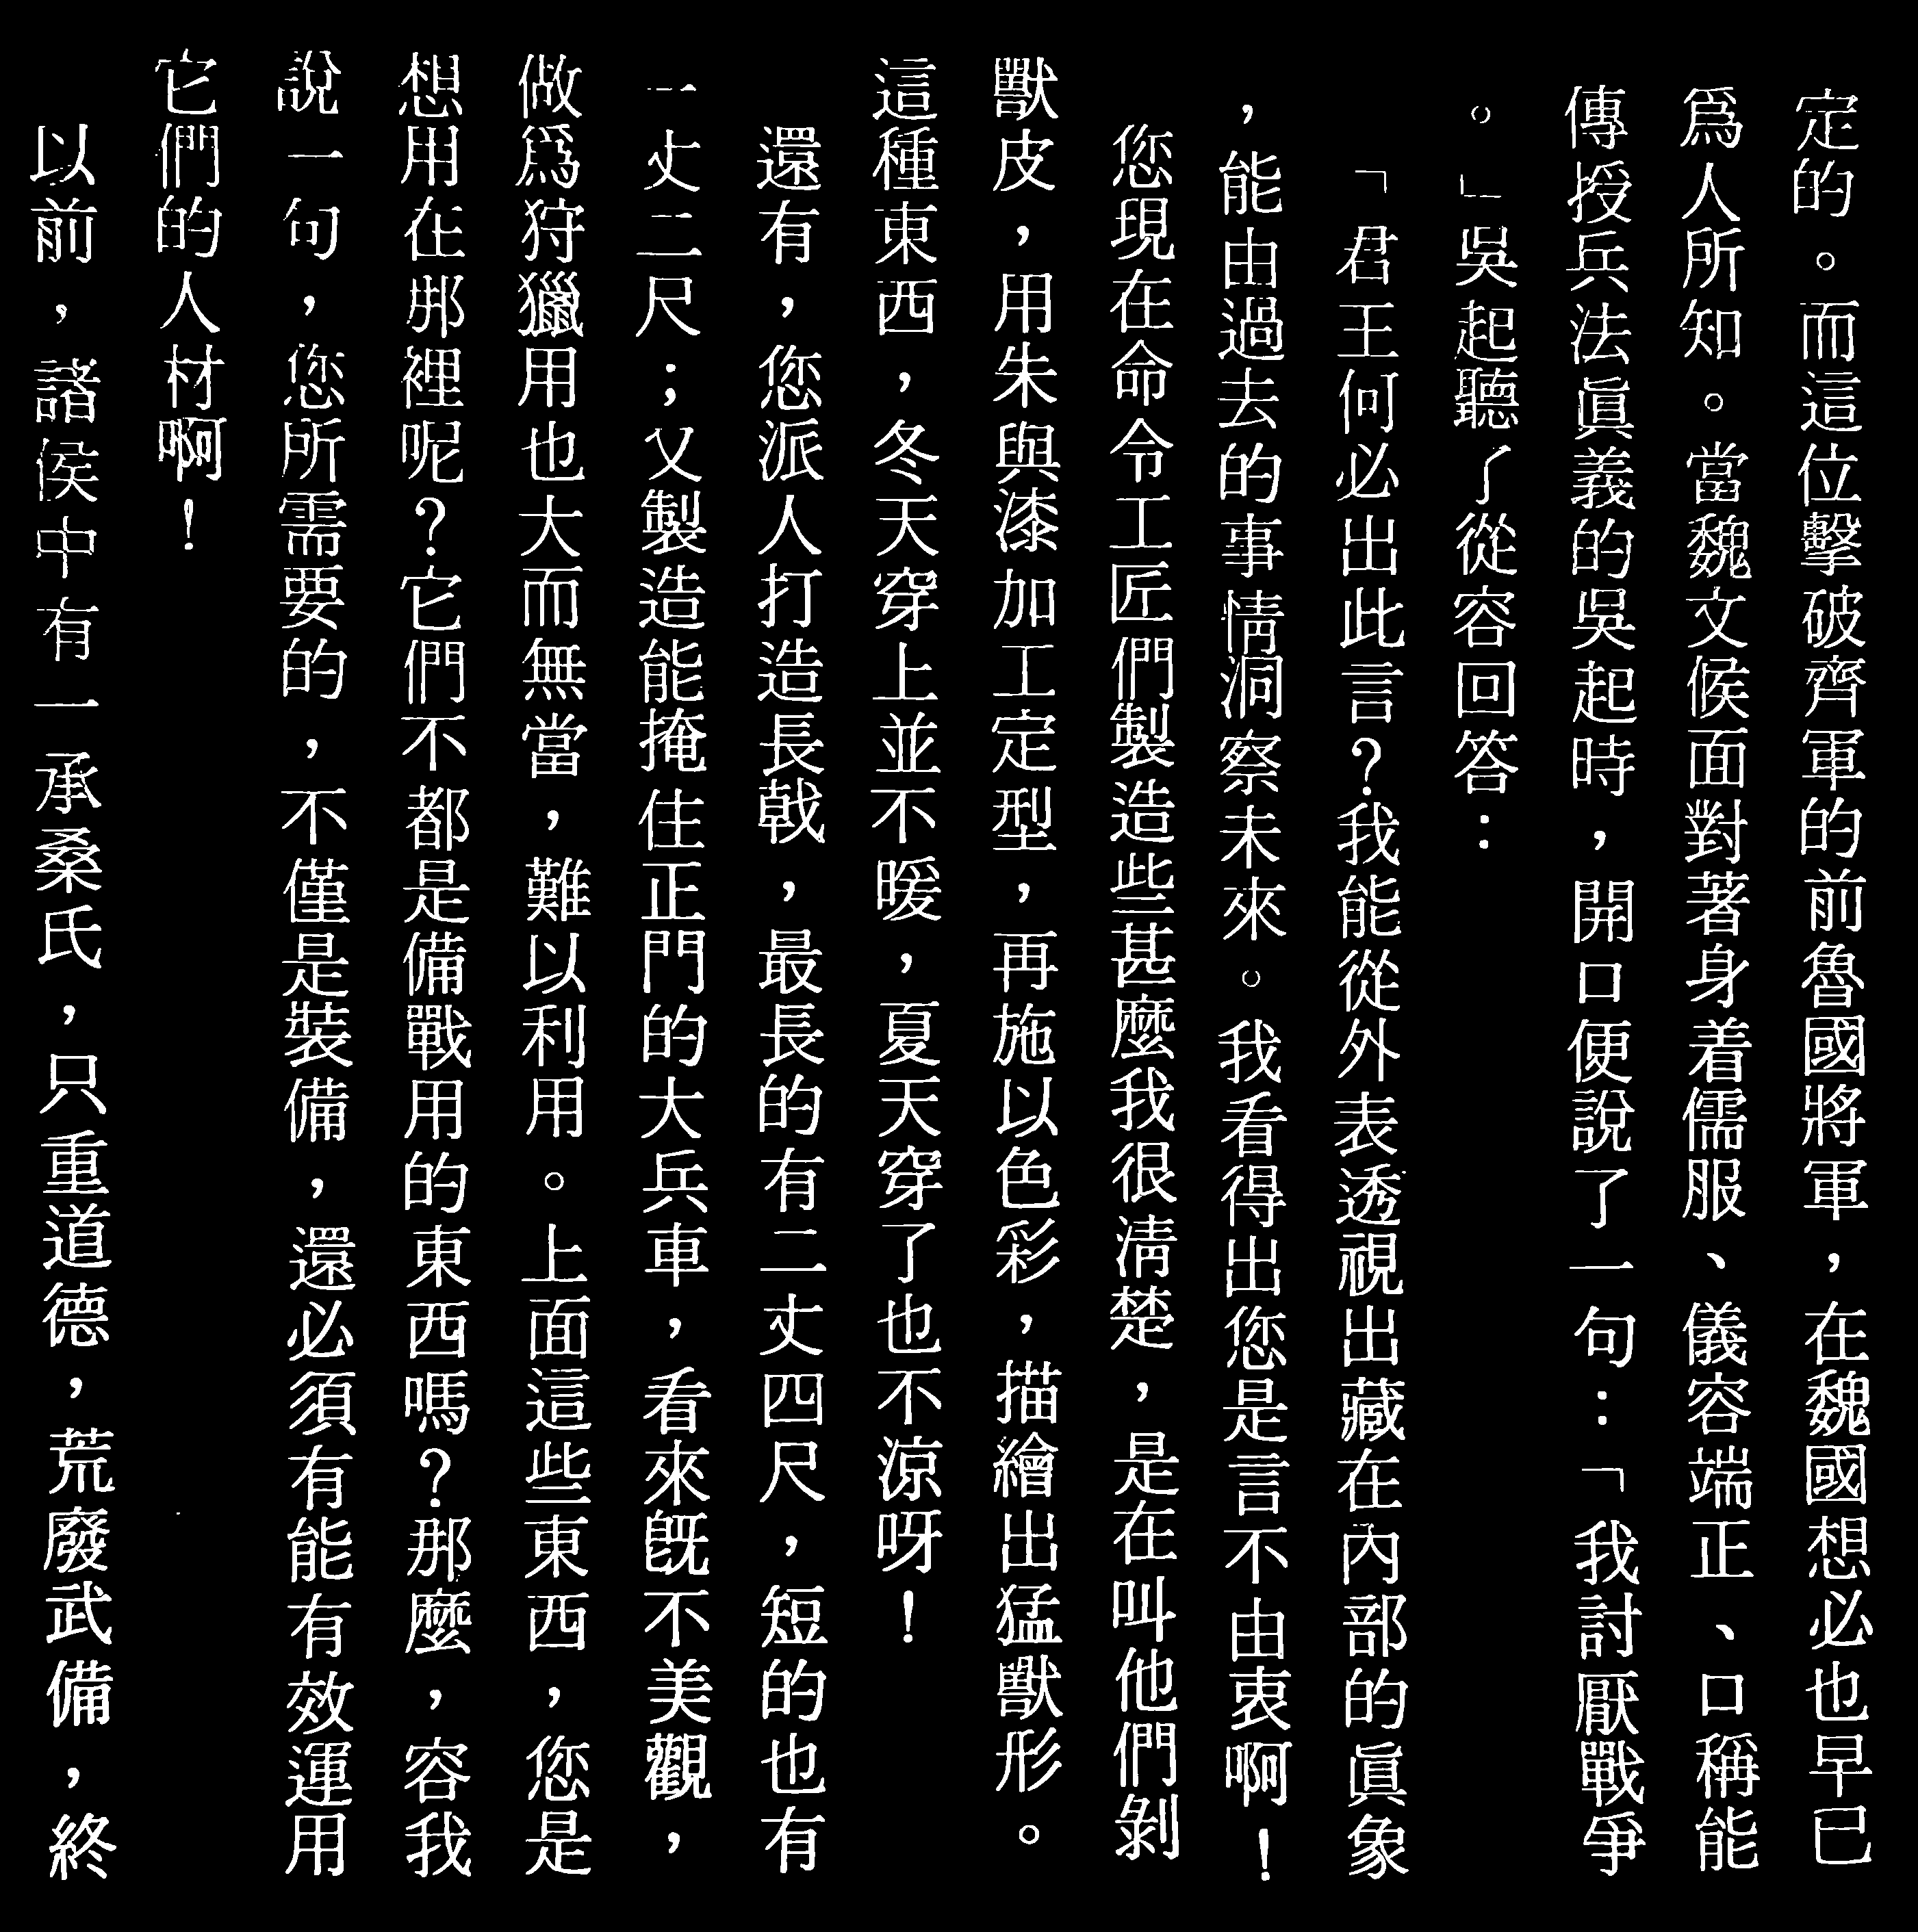 定的。而這位擊破齊軍的前魯國將軍，在魏國想必也早已
爲人所知。當魏文候面對著身着儒服、儀容端正、口稱能
傳授兵法眞義的吳起時，開口便說了一句：「我討厭戰爭
。」吳起聽了從容回答：
「君王何必出此言？我能從外表透視出藏在內部的眞象
，能由過去的事情洞察未來。我看得出您是言不由衷啊！
您現在命令工匠們製造些甚麼我很淸楚，是在叫他們剝
獸皮，用朱與漆加工定型，再施以色彩，描繪出猛獸形。
這種東西，冬天穿上並不暖，夏天穿了也不涼呀！
還有，您派人打造長戟，最長的有二丈四尺，短的也有
一丈二尺；又製造能掩住正門的大兵車，看來旣不美觀，
做爲狩獵用也大而無當，難以利用。上面這些東西，您是
想用在那裡呢？它們不都是備戰用的東西嗎？那麼，容我
說一句，您所需要的，不僅是裝備，還必須有能有效運用
它們的人材啊！
以前，諸侯中有一承桑氏，只重道德，荒廢武備，終